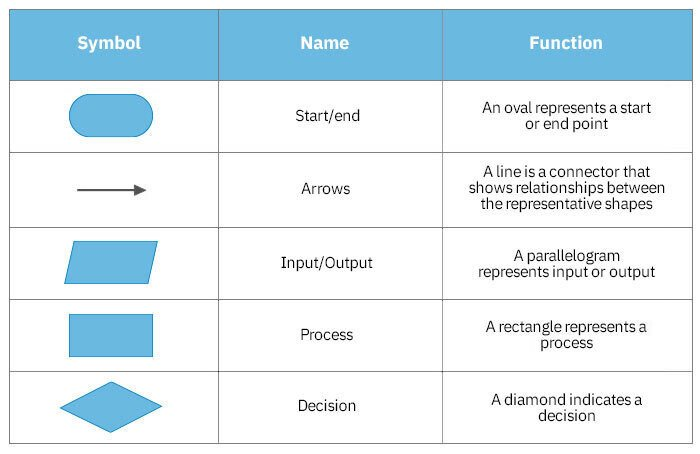 Symbol Name Function
Start/end
An oval represents a start
or end point
Arrows
A line is a connector that
shows relationships between
the representative shapes
Input/Output
A parallelogram
represents input or output
Process
A rectangle represents a
process
Decision
A diamond indicates a
decision